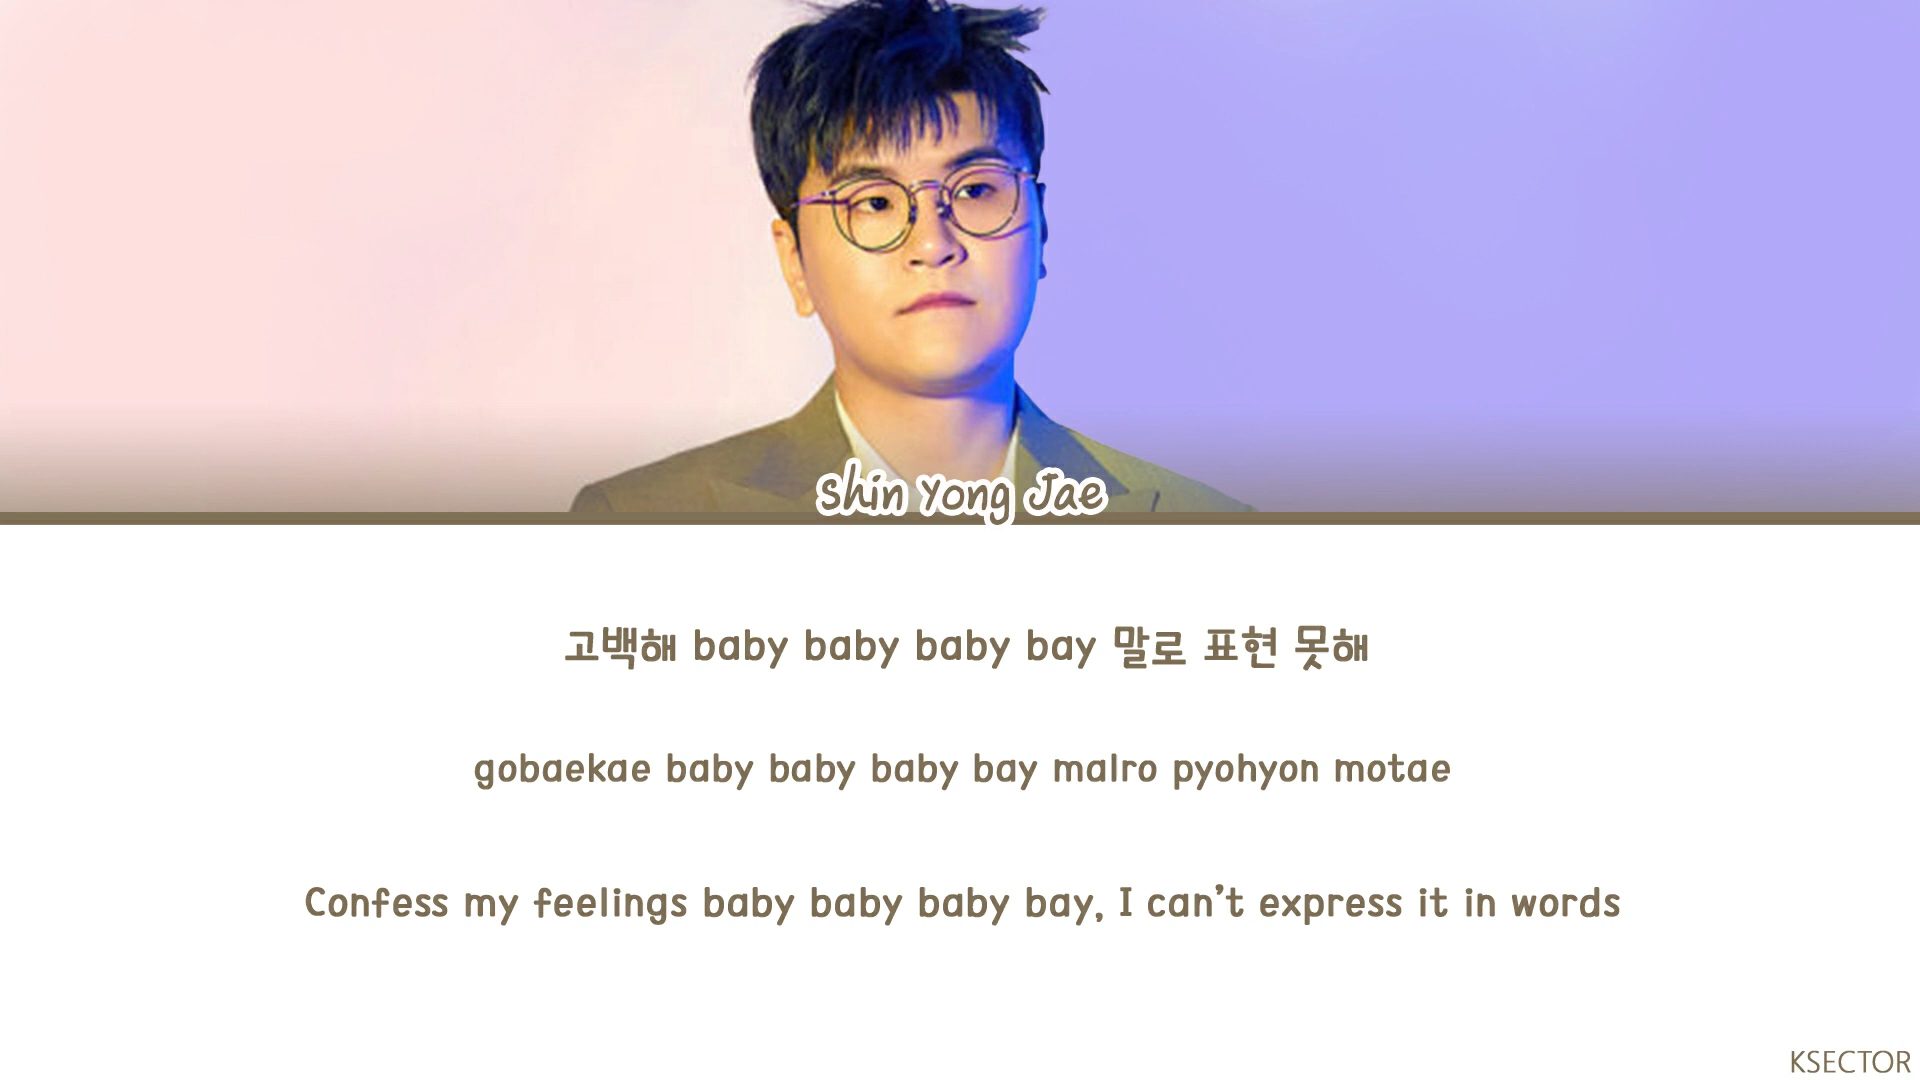 Shin Yong Jae
고백해 baby baby baby bay 말로 표현 못해
gobaekae baby baby baby bay malro pyohyon motae
Confess my feelings baby baby baby bay, I can't express it in words
KSECTOR